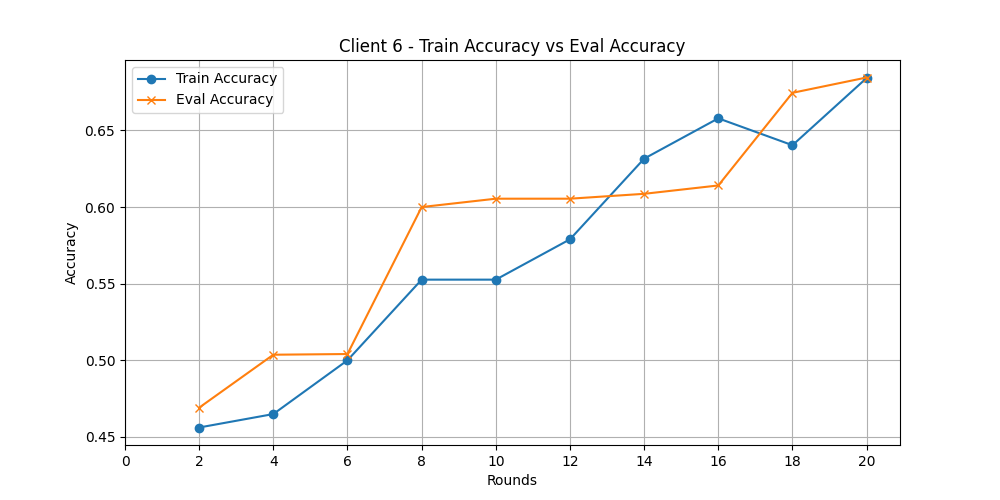 Client 6 - Train Accuracy vs Eval Accuracy
Train Accuracy
Eval Accuracy
0.65
0.60
0.55
0.50
0.45
Accuracy
0 2 4 6 8 10 12 14 16 18 20
Rounds